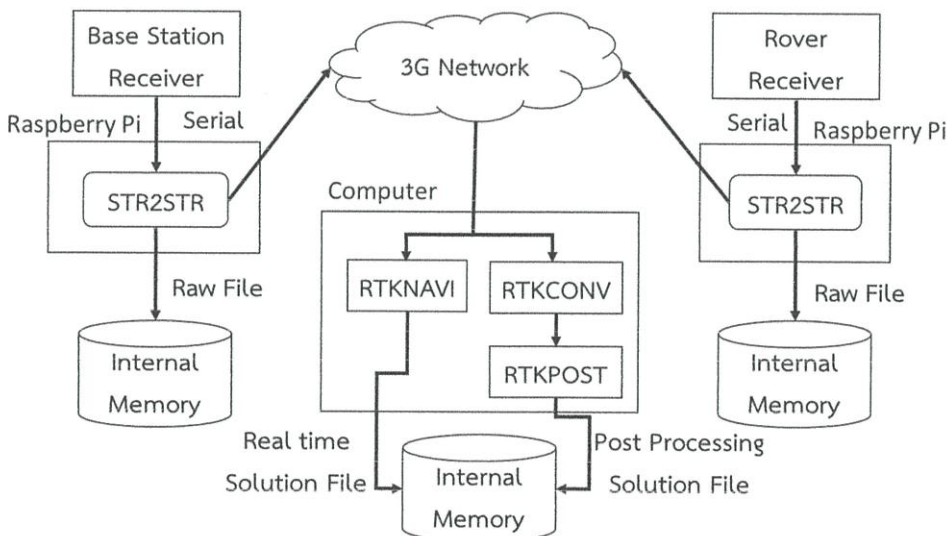 Base Station
Receiver
3G Network
Rover
Receiver
Raspberry Pi
Serial
Serial
Raspberry Pi
STR2STR
Computer
STR2STR
RTKNAVI
RTKCONV
Raw File
Raw File
RTKPOST
Internal
Memory
Internal
Memory
Real time
Solution File
Post Processing
Solution File
Internal
Memory